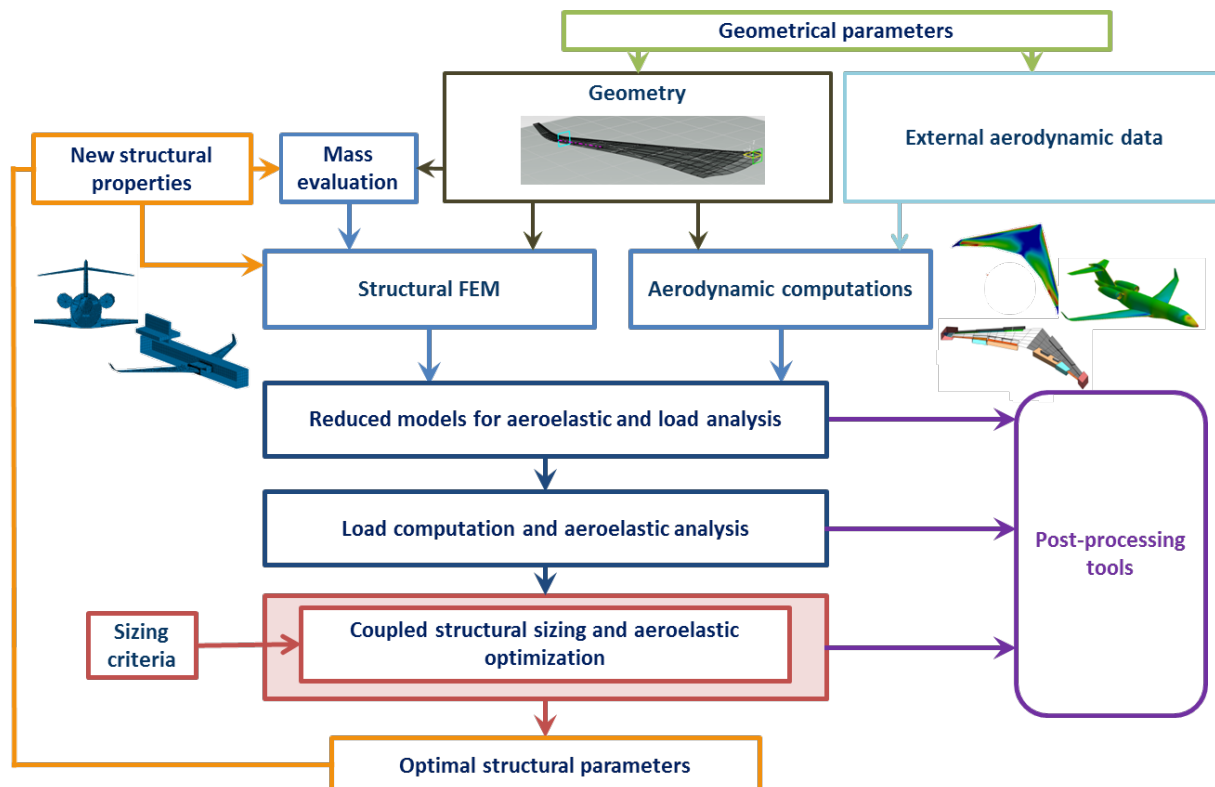 Geometrical parameters
Geometry
External aerodynamic data
New structural
properties
Mass
evaluation
Structural FEM
Aerodynamic computations
Reduced models for aeroelastic and load analysis
Load computation and aeroelastic analysis
Post-processing
tools
Sizing
criteria
Coupled structural sizing and aeroelastic
optimization
Optimal structural parameters